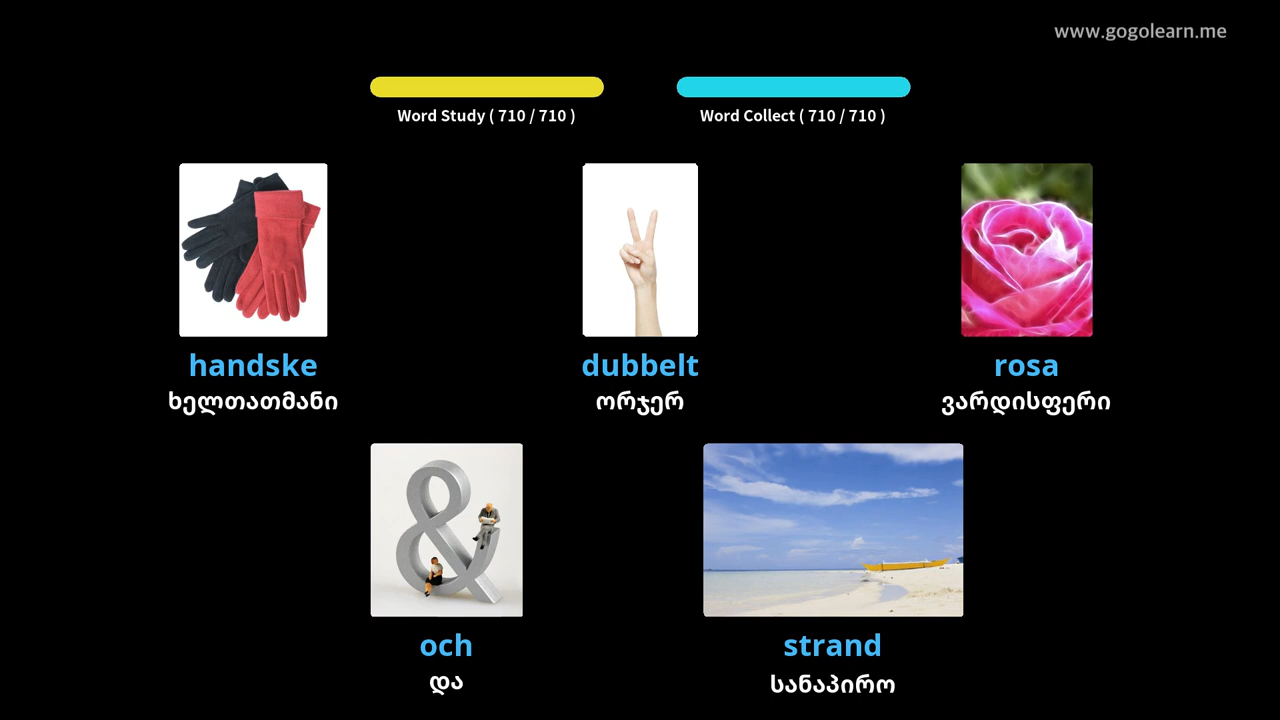 www.gogolearn.me
Word Study ( 710 / 710 )
Word Collect ( 710 / 710 )
handske
ხელთათმანი
dubbelt
ორჯერ
rosa
ვარდისფერი
och
და
strand
სანაპირო